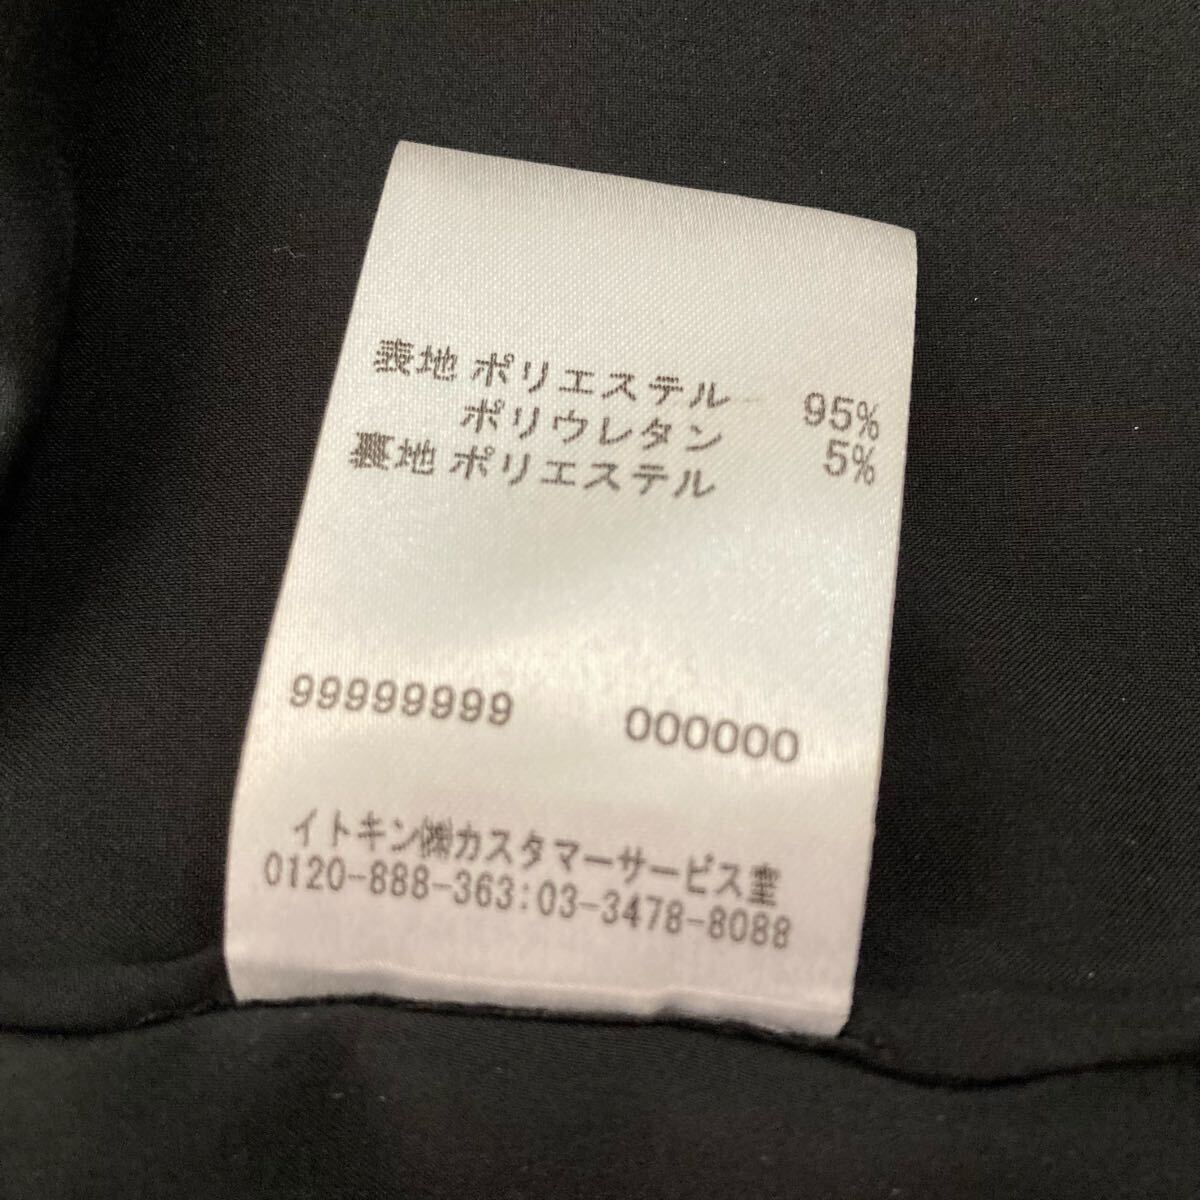 表地 ポリエステル 95%
ポリウレタン 5%
裏地 ポリエステル
99999999 000000
イトキン㈱カスタマーサービス室
0120-888-363:03-3478-8088